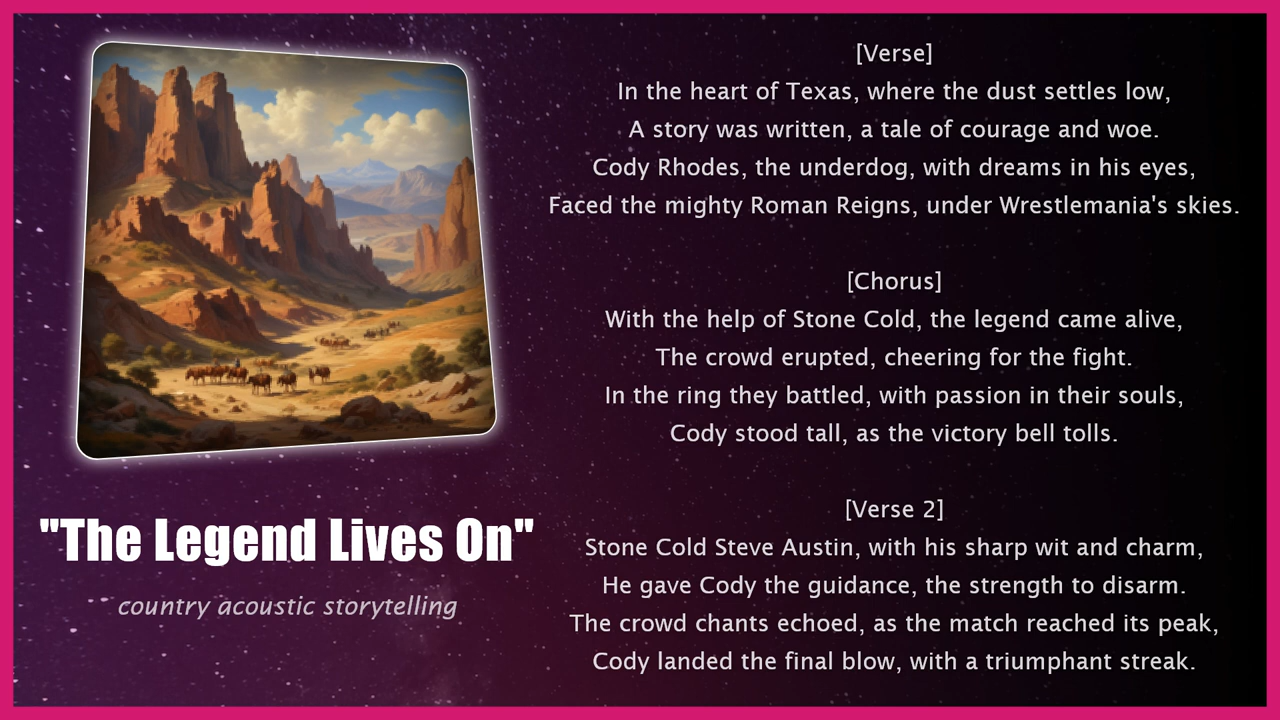 "The Legend Lives On"
country acoustic storytelling
[Verse]
In the heart of Texas, where the dust settles low,
A story was written, a tale of courage and woe.
Cody Rhodes, the underdog, with dreams in his eyes,
Faced the mighty Roman Reigns, under Wrestlemania's skies.
[Chorus]
With the help of Stone Cold, the legend came alive,
The crowd erupted, cheering for the fight.
In the ring they battled, with passion in their souls,
Cody stood tall, as the victory bell tolls.
[Verse 2]
Stone Cold Steve Austin, with his sharp wit and charm,
He gave Cody the guidance, the strength to disarm.
The crowd chants echoed, as the match reached its peak,
Cody landed the final blow, with a triumphant streak.